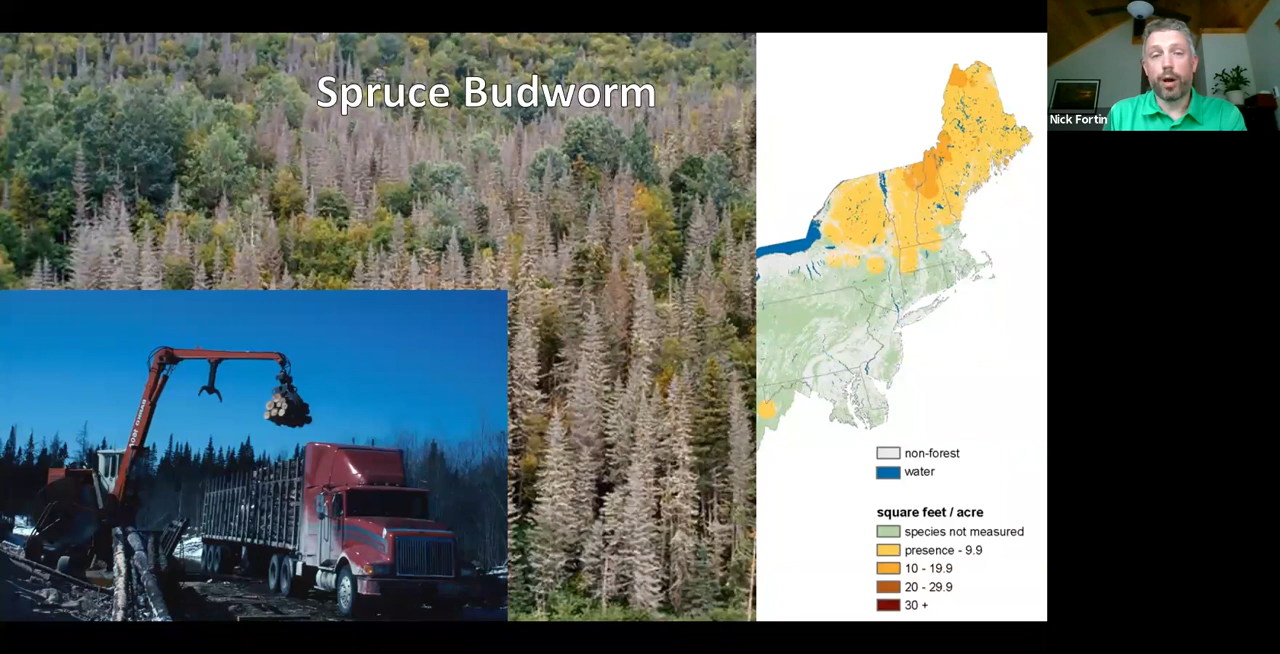 Spruce Budworm
Nick Fortin
non-forest
water
square feet / acre
species not measured
presence - 9.9
10 - 19.9
20 - 29.9
30 +